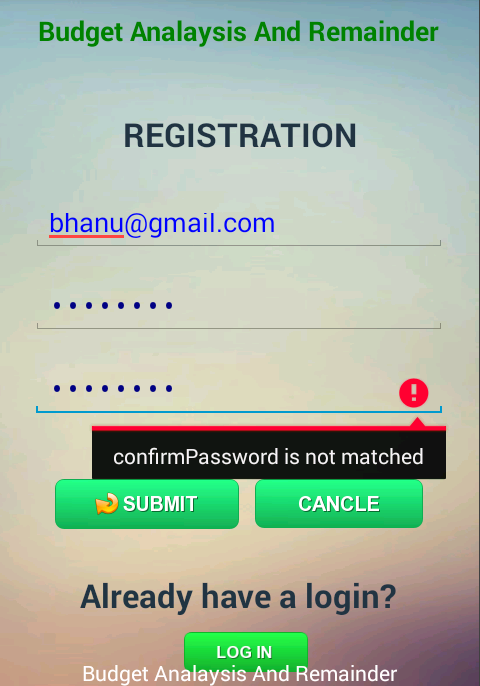 Budget Analaysis And Remainder
REGISTRATION
bhanu@gmail.com
••••••••
••••••••
confirmPassword is not matched
SUBMIT CANCLE
Already have a login?
LOG IN
Budget Analaysis And Remainder